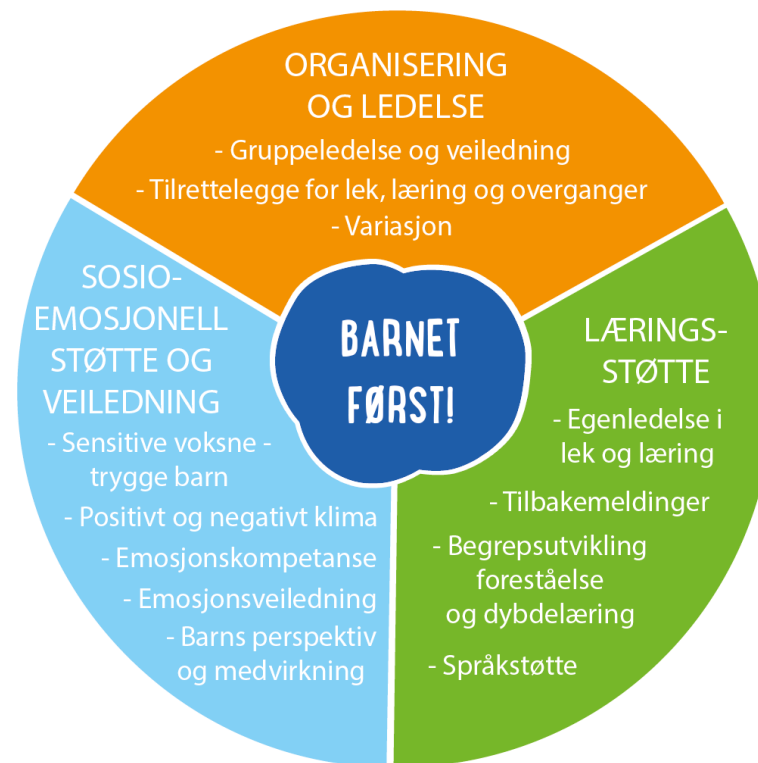 ORGANISERING
OG LEDELSE
- Gruppeledelse og veiledning
- Tilrettelegge for lek, læring og overganger
- Variasjon
SOSIO-
EMOSJONELL
STØTTE OG
VEILEDNING
- Sensitive voksne -
trygge barn
- Positivt og negativt klima
- Emosjonskompetanse
- Emosjonsveiledning
- Barns perspektiv
og medvirkning
BARNET
FØRST!
LÆRINGS-
STØTTE
- Egenledelse i
lek og læring
- Tilbakemeldinger
- Begrepsutvikling
foreståelse
og dybdelæring
- Språkstøtte